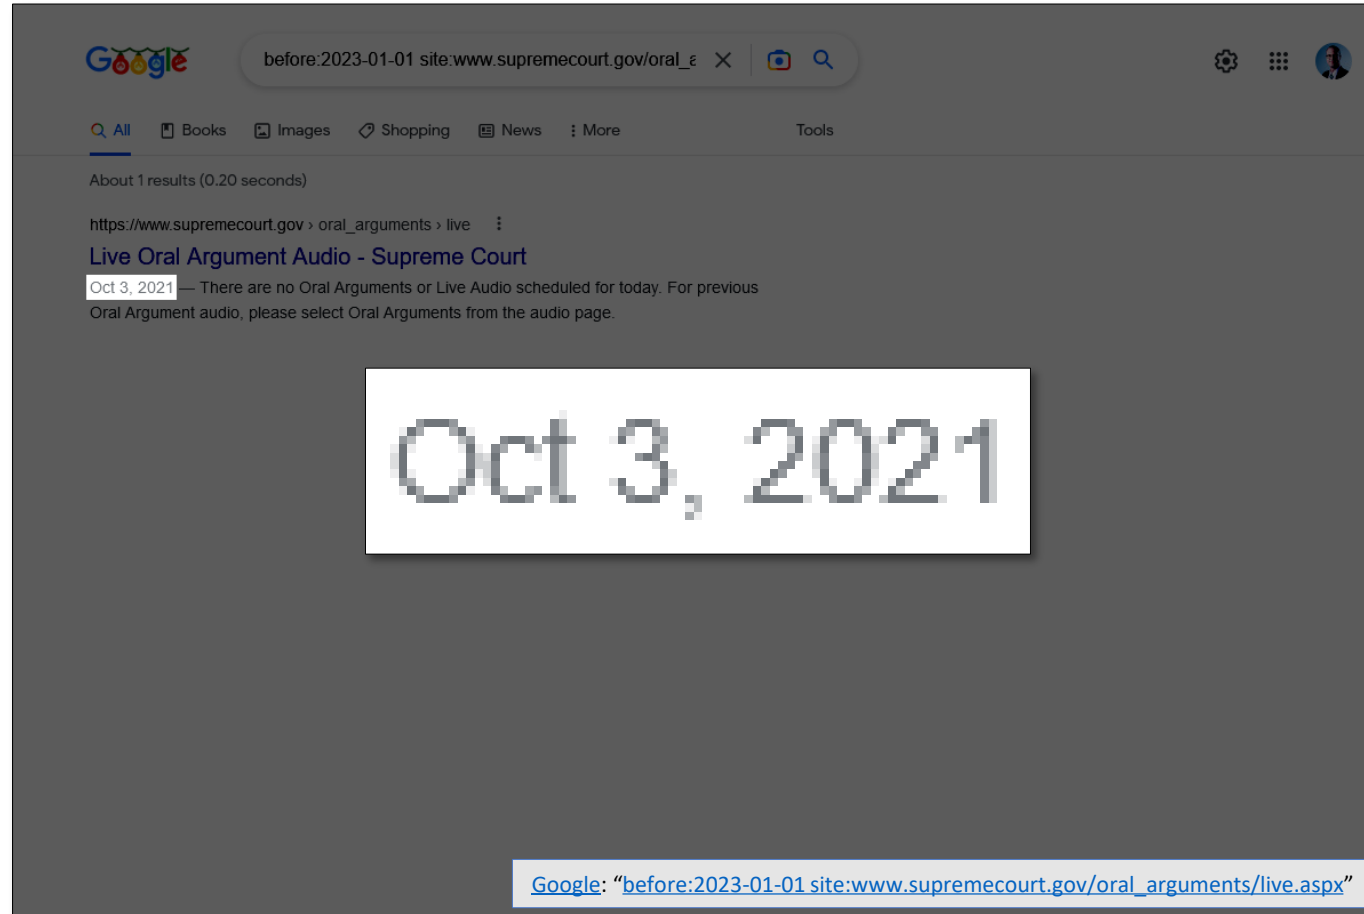 Google
before:2023-01-01 site:www.supremecourt.gov/oral_a
All Books Images Shopping News More Tools
About 1 results (0.20 seconds)
https://www.supremecourt.gov › oral_arguments › live
Live Oral Argument Audio - Supreme Court
Oct 3, 2021 — There are no Oral Arguments or Live Audio scheduled for today. For previous
Oral Argument audio, please select Oral Arguments from the audio page.
Oct 3, 2021
Google: “before:2023-01-01 site:www.supremecourt.gov/oral_arguments/live.aspx”